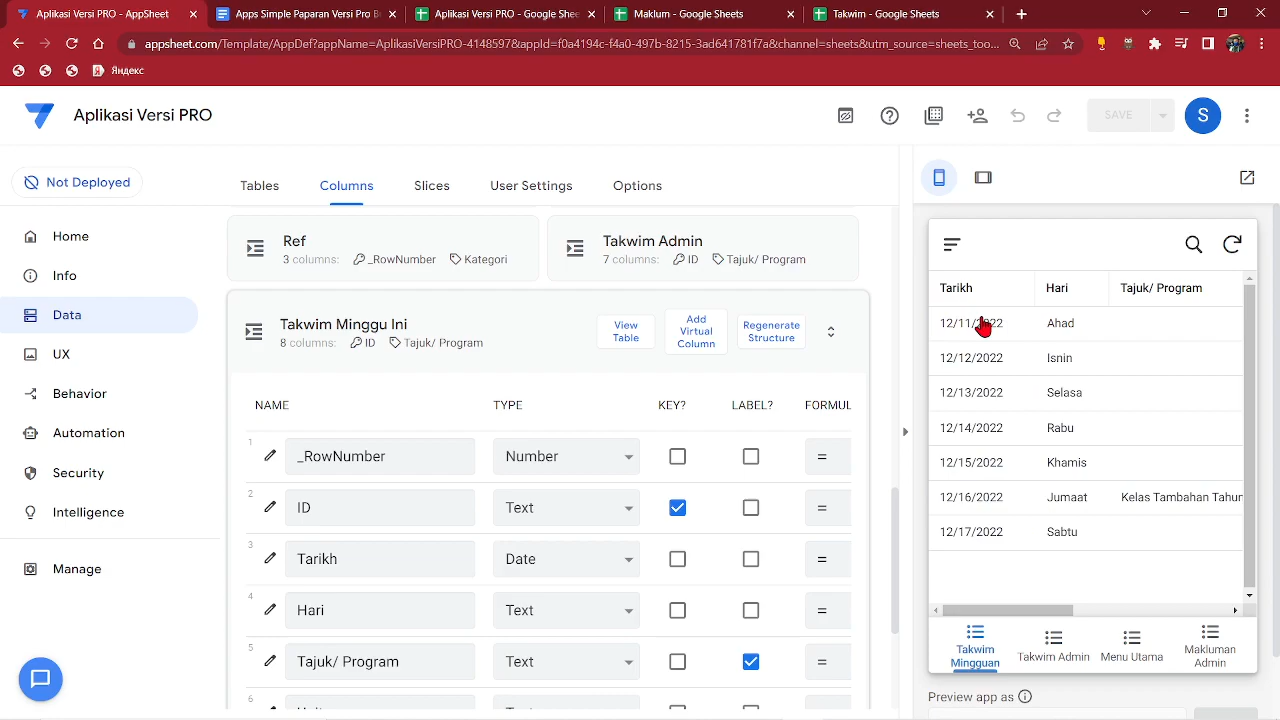 Aplikasi Versi PRO - AppSheet
Apps Simple Paparan Versi Pro B
Aplikasi Versi PRO - Google Shee
Maklum - Google Sheets
Takwim - Google Sheets
appsheet.com/Template/AppDef?appName=AplikasiVersiPRO-4148597&appId=f0a4194c-f4a0-497b-8215-3ad641781f7a&channel=sheets&utm_source=sheets_too...
Яндекс
Aplikasi Versi PRO
SAVE
S
Not Deployed
Tables
Columns
Slices
User Settings
Options
Home
Info
Data
UX
Behavior
Automation
Security
Intelligence
Manage
Ref
3 columns: _RowNumber Kategori
Takwim Admin
7 columns: ID Tajuk/ Program
Takwim Minggu Ini
8 columns: ID Tajuk/ Program
View Table
Add Virtual Column
Regenerate Structure
NAME TYPE KEY? LABEL? FORMUL
1 _RowNumber Number =
2 ID Text =
3 Tarikh Date =
4 Hari Text =
5 Tajuk/ Program Text =
6
Tarikh Hari Tajuk/ Program
12/11/2022 Ahad
12/12/2022 Isnin
12/13/2022 Selasa
12/14/2022 Rabu
12/15/2022 Khamis
12/16/2022 Jumaat Kelas Tambahan Tahun
12/17/2022 Sabtu
Takwim Mingguan
Takwim Admin
Menu Utama
Makluman Admin
Preview app as